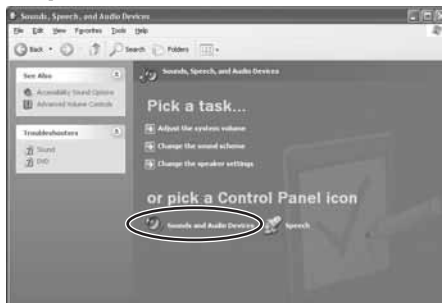 Sounds, Speech, and Audio Devices
File Edit View Favorites Tools Help
Back Search Folders
Sounds, Speech, and Audio Devices
See Also
Accessibility Sound Options
Advanced Volume Controls
Troubleshooters
Sound
DVD
Pick a task...
Adjust the system volume
Change the sound scheme
Change the speaker settings
or pick a Control Panel icon
Sounds and Audio Devices Speech